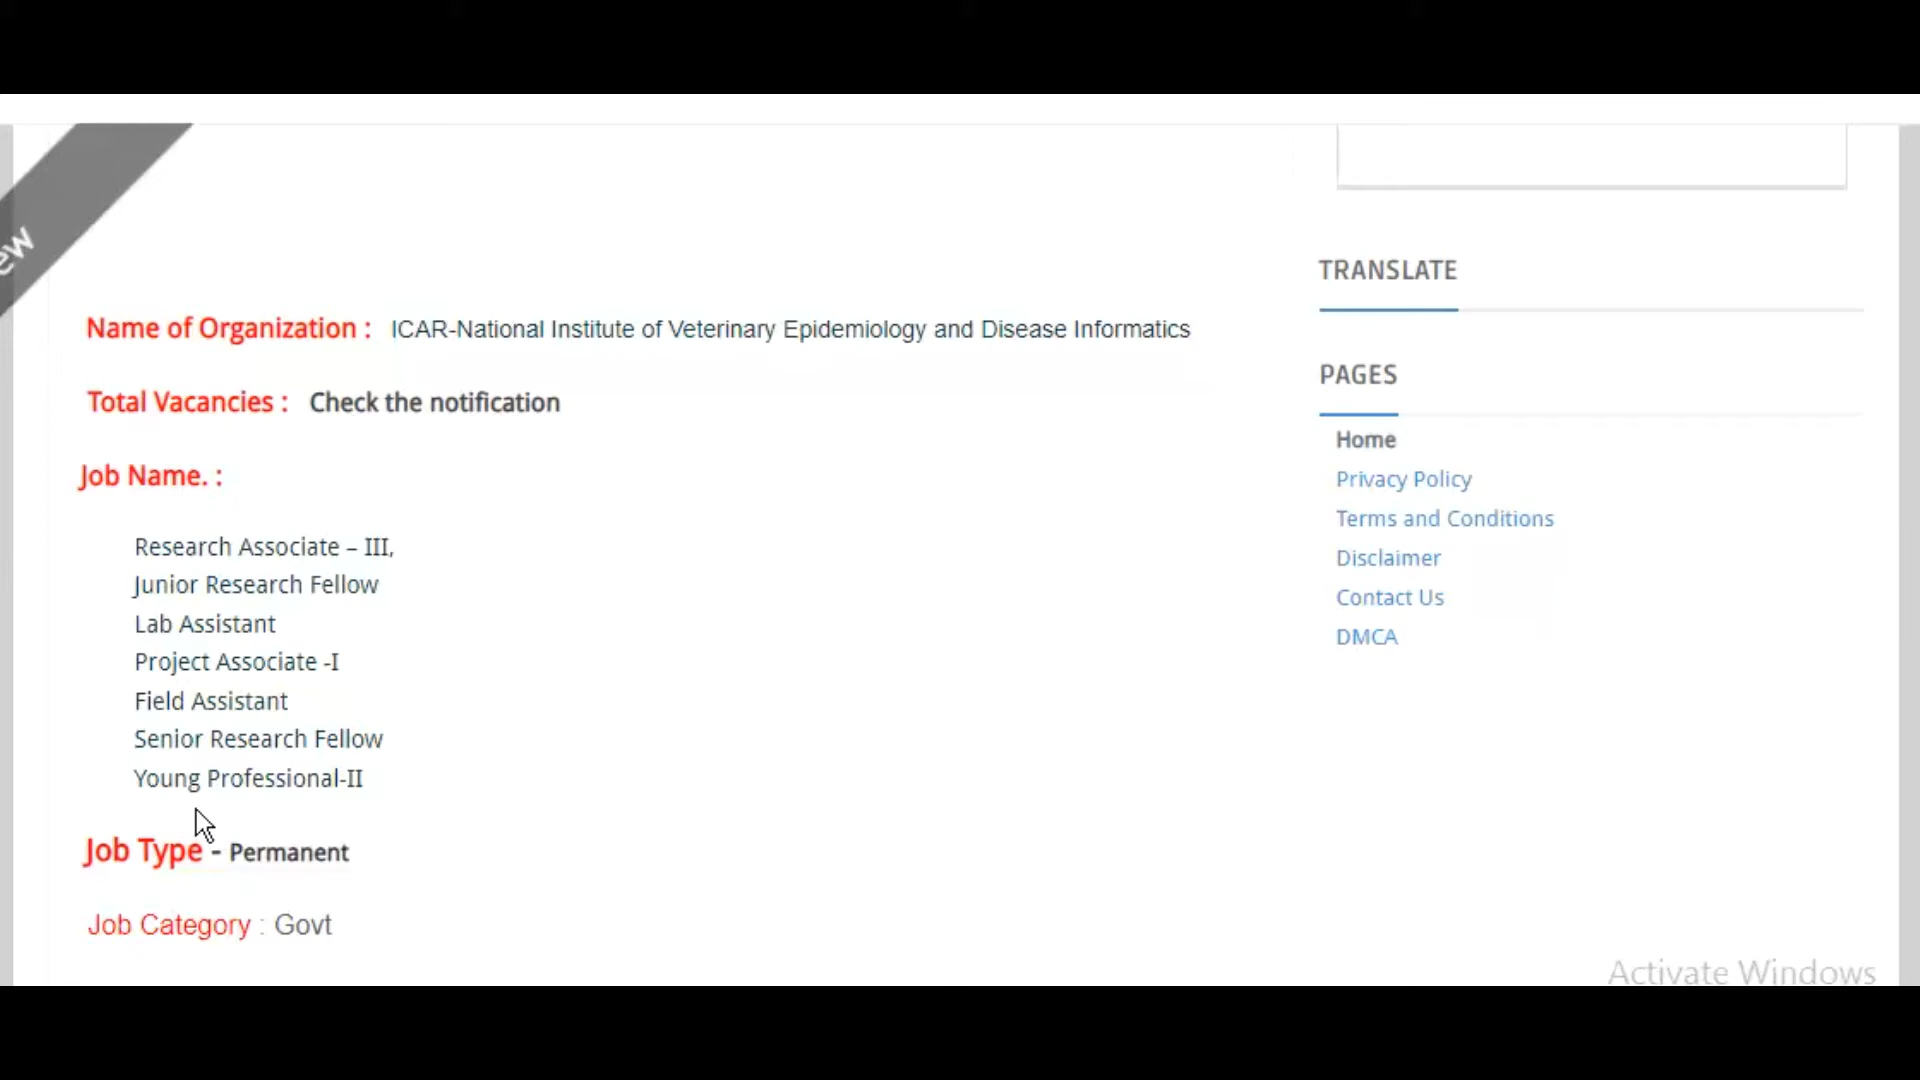 Name of Organization : ICAR-National Institute of Veterinary Epidemiology and Disease Informatics
Total Vacancies : Check the notification
Job Name. :
Research Associate – III,
Junior Research Fellow
Lab Assistant
Project Associate -I
Field Assistant
Senior Research Fellow
Young Professional-II
Job Type - Permanent
Job Category : Govt
TRANSLATE
PAGES
Home
Privacy Policy
Terms and Conditions
Disclaimer
Contact Us
DMCA
Activate Windows